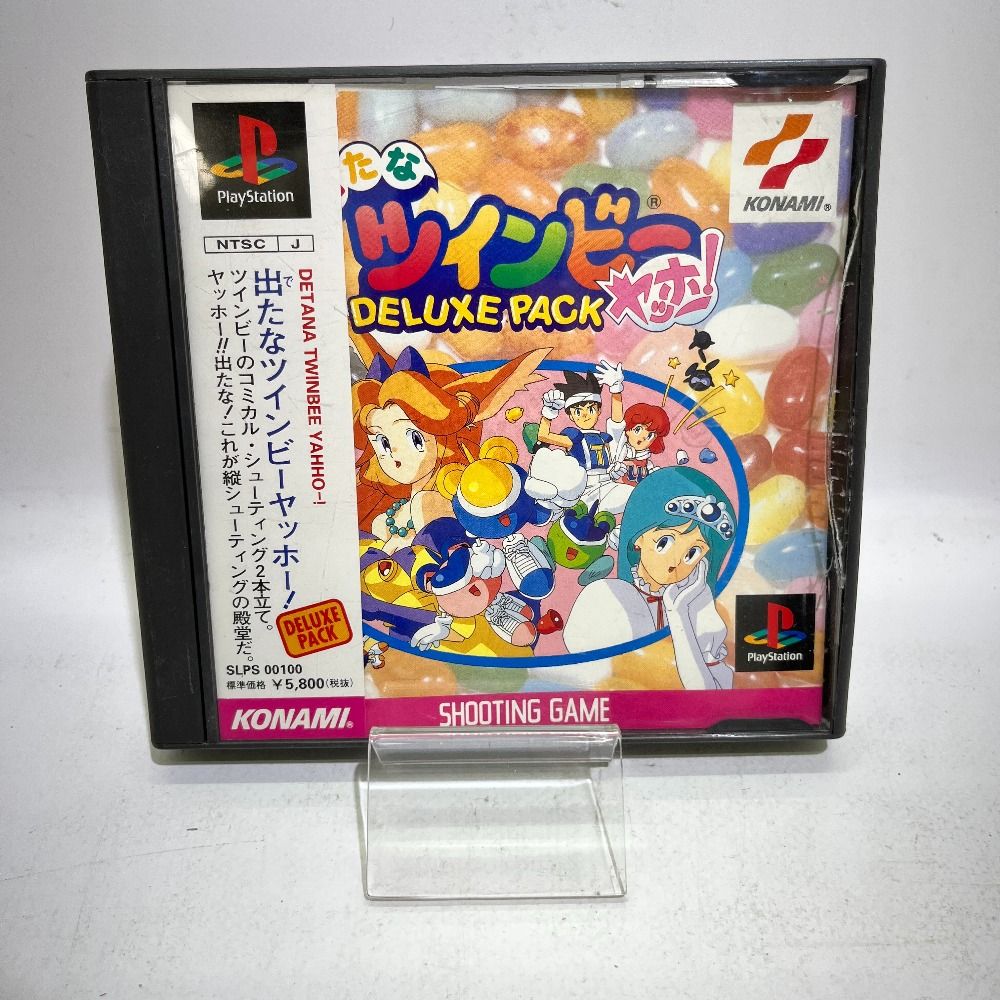 PlayStation
NTSC J
DETANA TWINBEE YAHHO-!
で
出たなツインビーヤッホー!
ツインビーのコミカル・シューティング2本立て。
ヤッホー!!出たな!これが縦シューティングの殿堂だ。
DELUXE
PACK
SLPS 00100
標準価格 ¥5,800(税抜)
KONAMI®
たな
ツインビー®
DELUXE PACK
ヤッホー!
KONAMI®
PlayStation
SHOOTING GAME